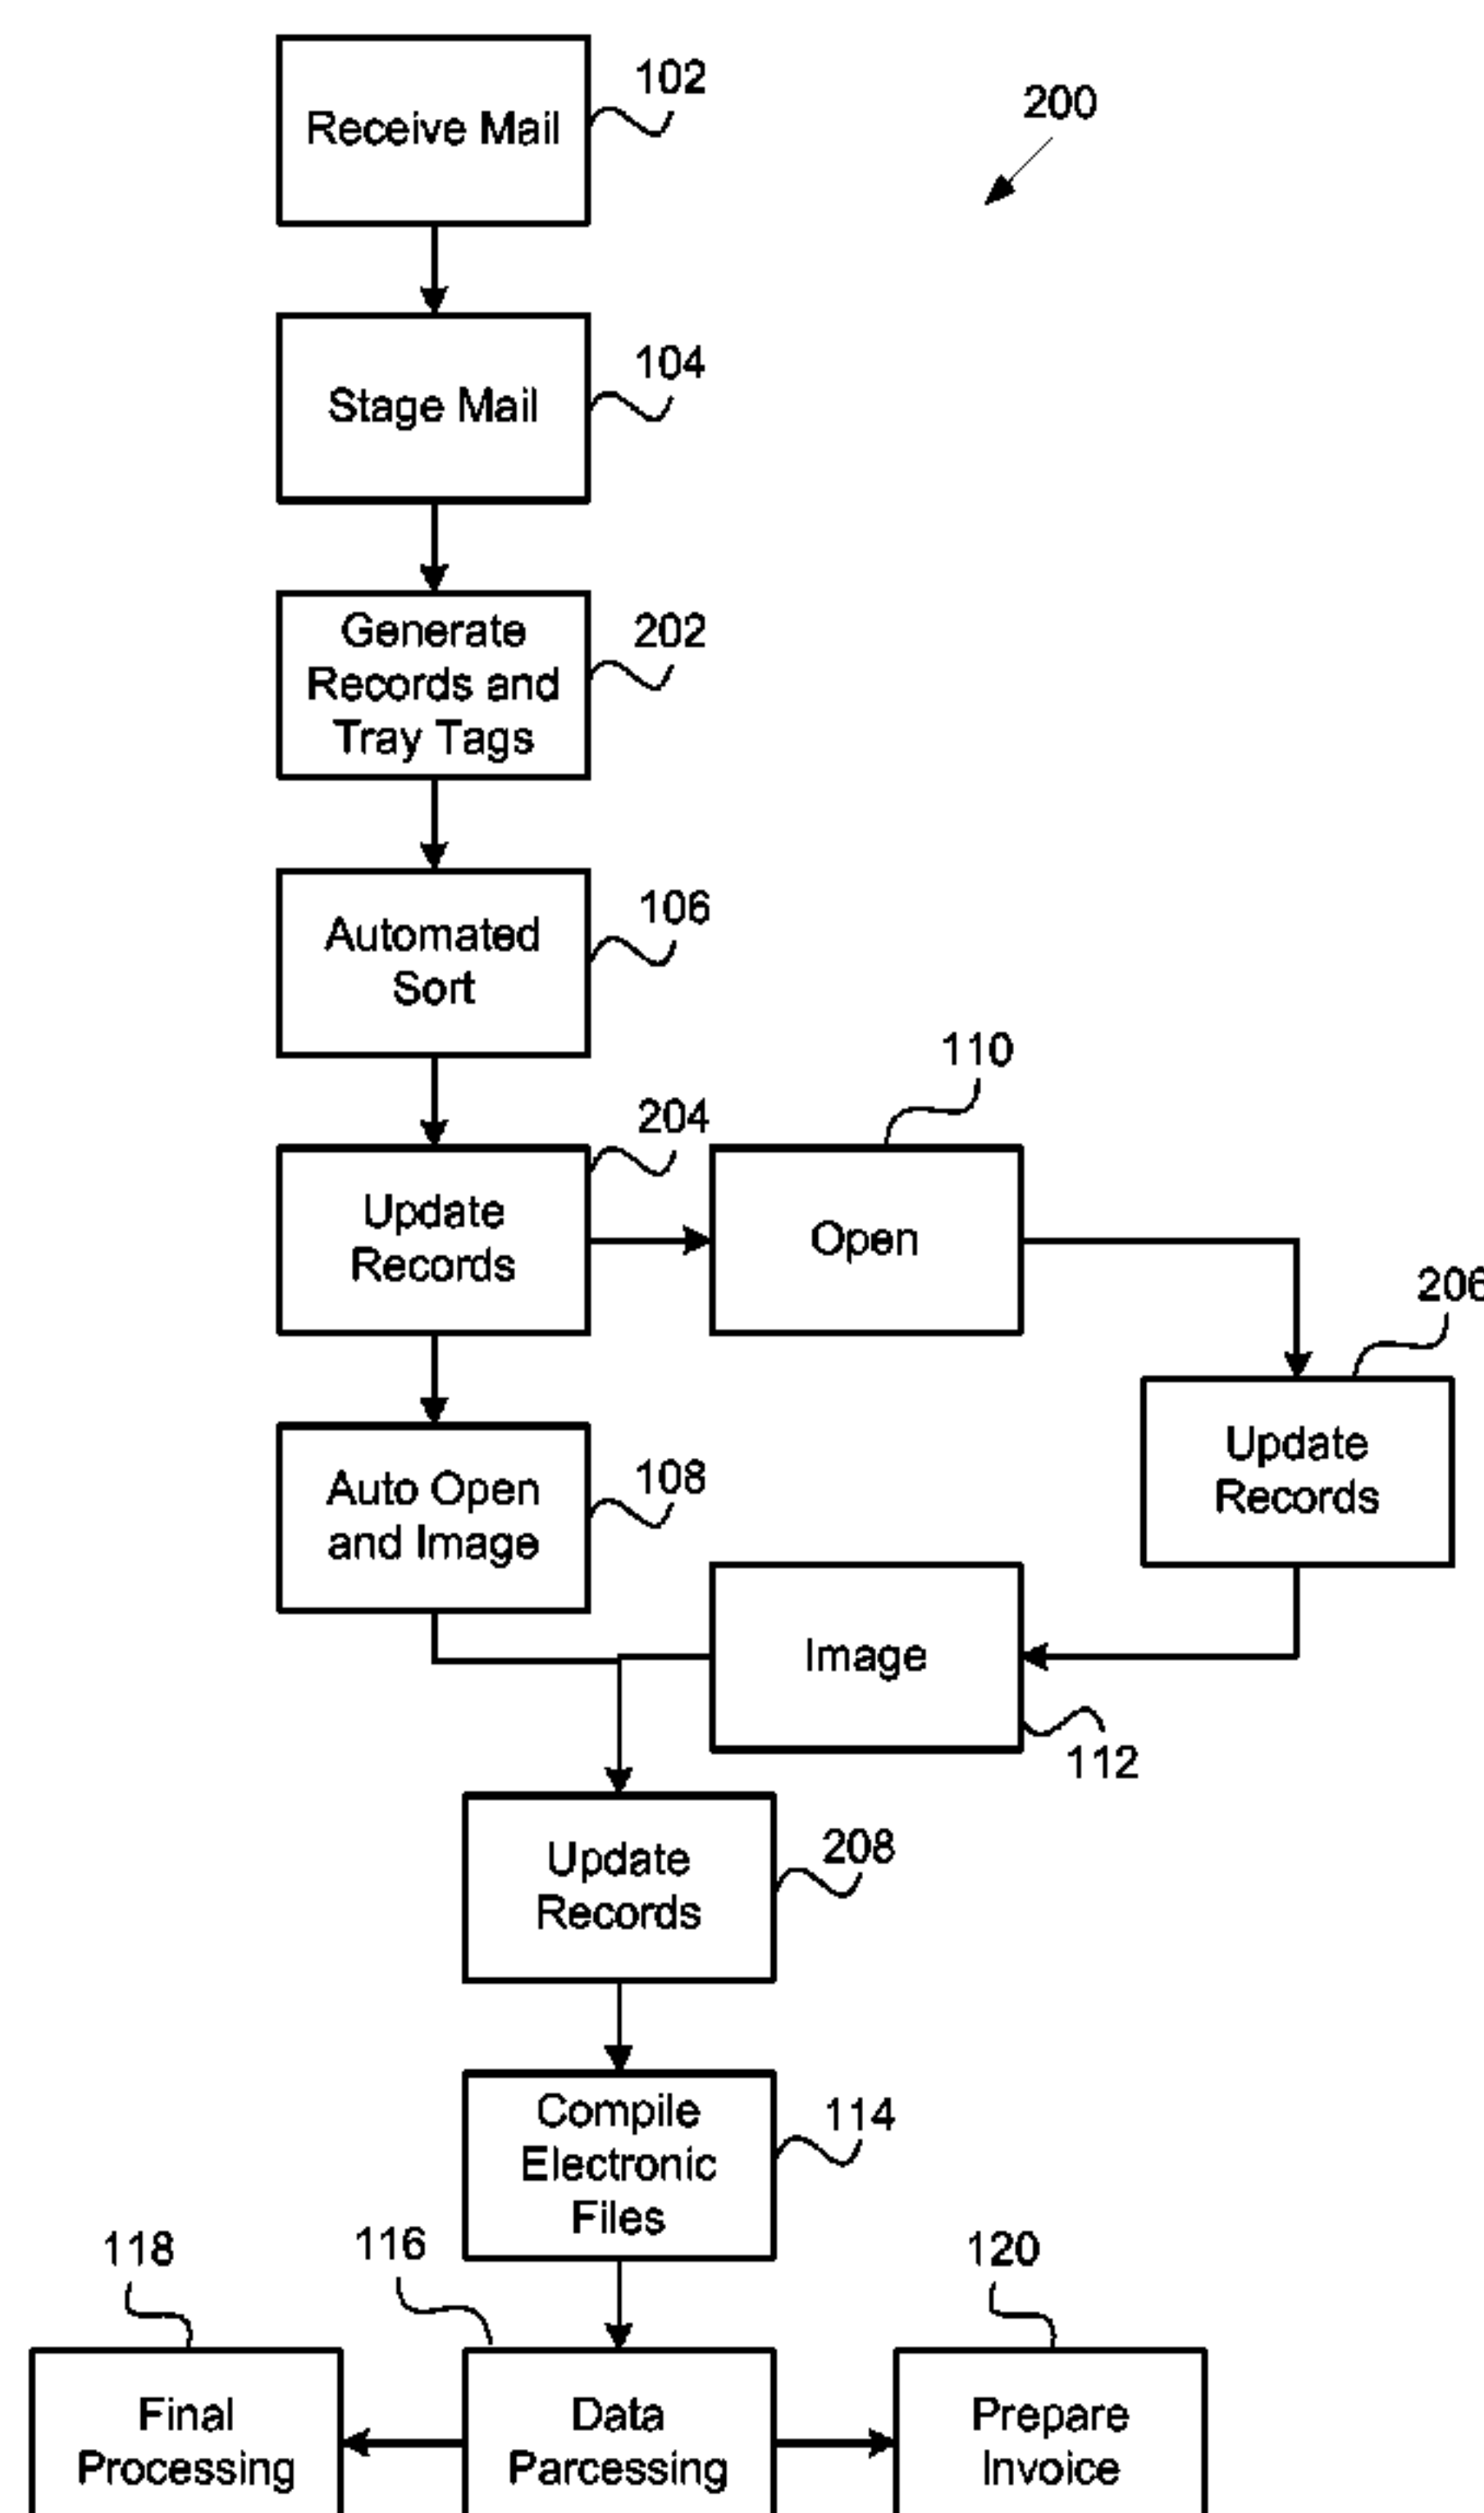 102
200
Receive Mail
104
Stage Mail
Generate
Records and
Tray Tags
202
106
Automated
Sort
110
204
Update
Records
Open
206
Update
Records
Auto Open
and Image
108
Image
112
Update
Records
208
Compile
Electronic
Files
114
118
116
120
Final
Processing
Data
Parcessing
Prepare
Invoice